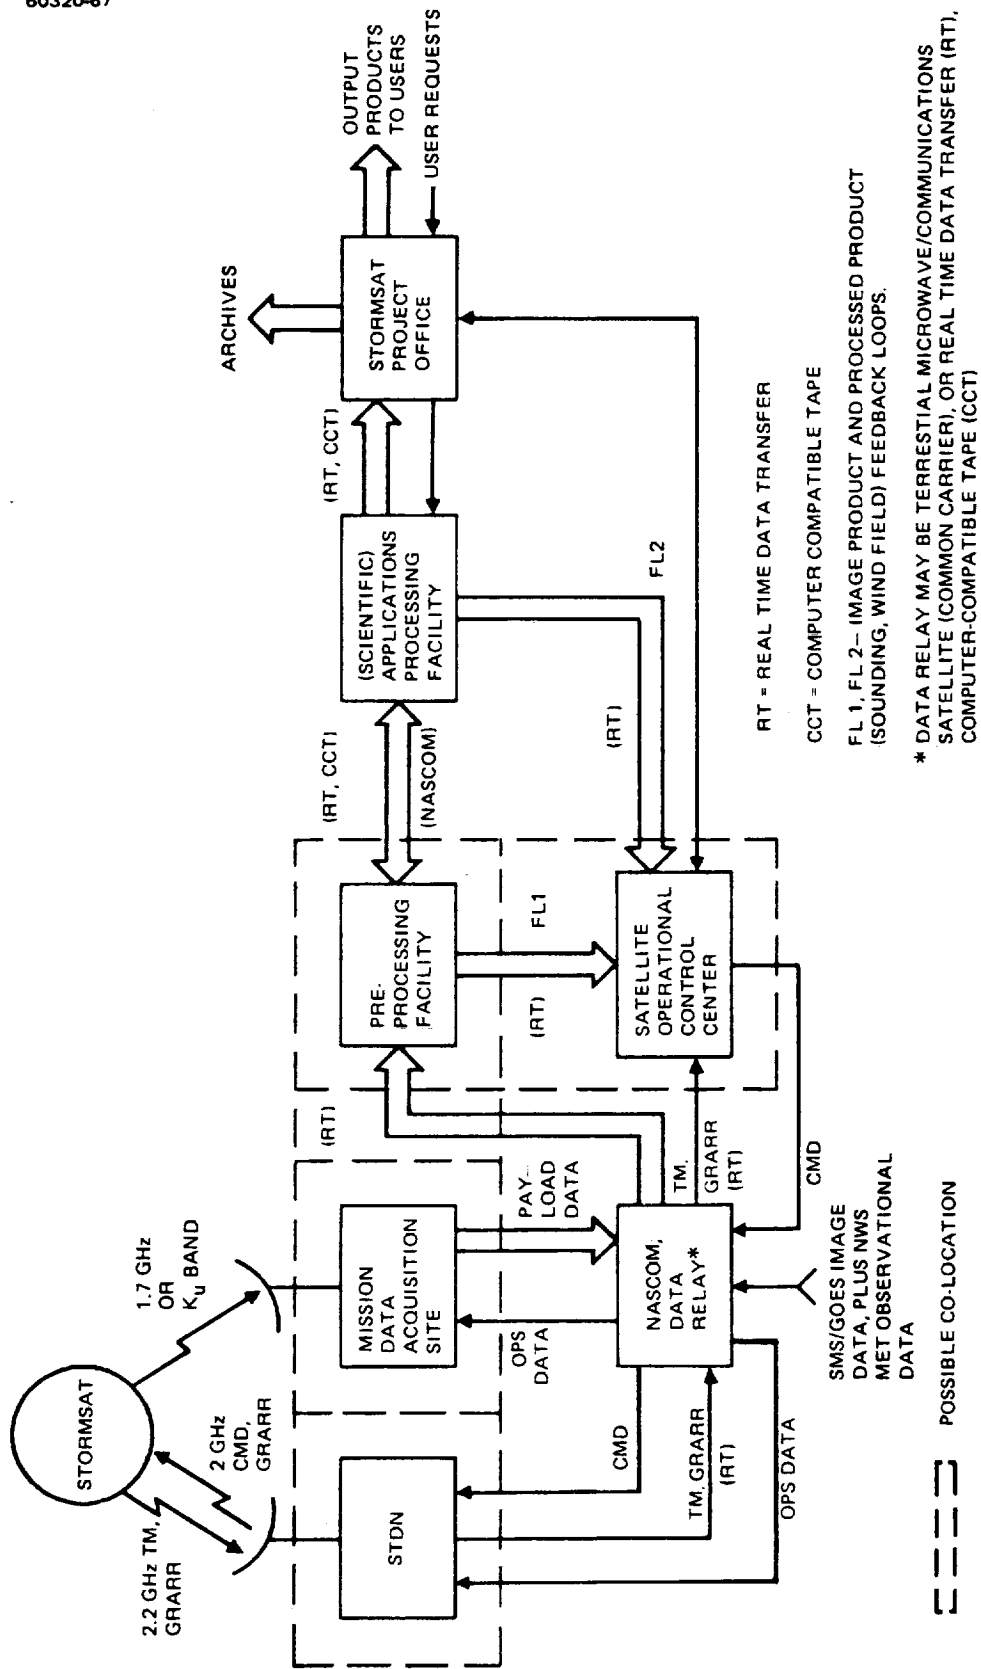 60320-67
STORMSAT
2.2 GHz TM,
GRARR
2 GHz
CMD,
GRARR
1.7 GHz
OR
Ku BAND
STDN
MISSION
DATA
ACQUISITION
SITE
(RT)
PRE-
PROCESSING
FACILITY
(RT, CCT)
(NASCOM)
(SCIENTIFIC)
APPLICATIONS
PROCESSING
FACILITY
(RT, CCT)
ARCHIVES
STORMSAT
PROJECT
OFFICE
OUTPUT
PRODUCTS
TO USERS
USER REQUESTS
CMD
TM, GRARR
(RT)
OPS DATA
OPS
DATA
PAY-
LOAD
DATA
NASCOM,
DATA
RELAY*
TM,
GRARR
(RT)
(RT)
FL1
SATELLITE
OPERATIONAL
CONTROL
CENTER
(RT)
FL2
CMD
SMS/GOES IMAGE
DATA, PLUS NWS
MET OBSERVATIONAL
DATA
POSSIBLE CO-LOCATION
RT = REAL TIME DATA TRANSFER
CCT = COMPUTER COMPATIBLE TAPE
FL 1, FL 2– IMAGE PRODUCT AND PROCESSED PRODUCT
(SOUNDING, WIND FIELD) FEEDBACK LOOPS.
* DATA RELAY MAY BE TERRESTIAL MICROWAVE/COMMUNICATIONS
SATELLITE (COMMON CARRIER), OR REAL TIME DATA TRANSFER (RT),
COMPUTER-COMPATIBLE TAPE (CCT)